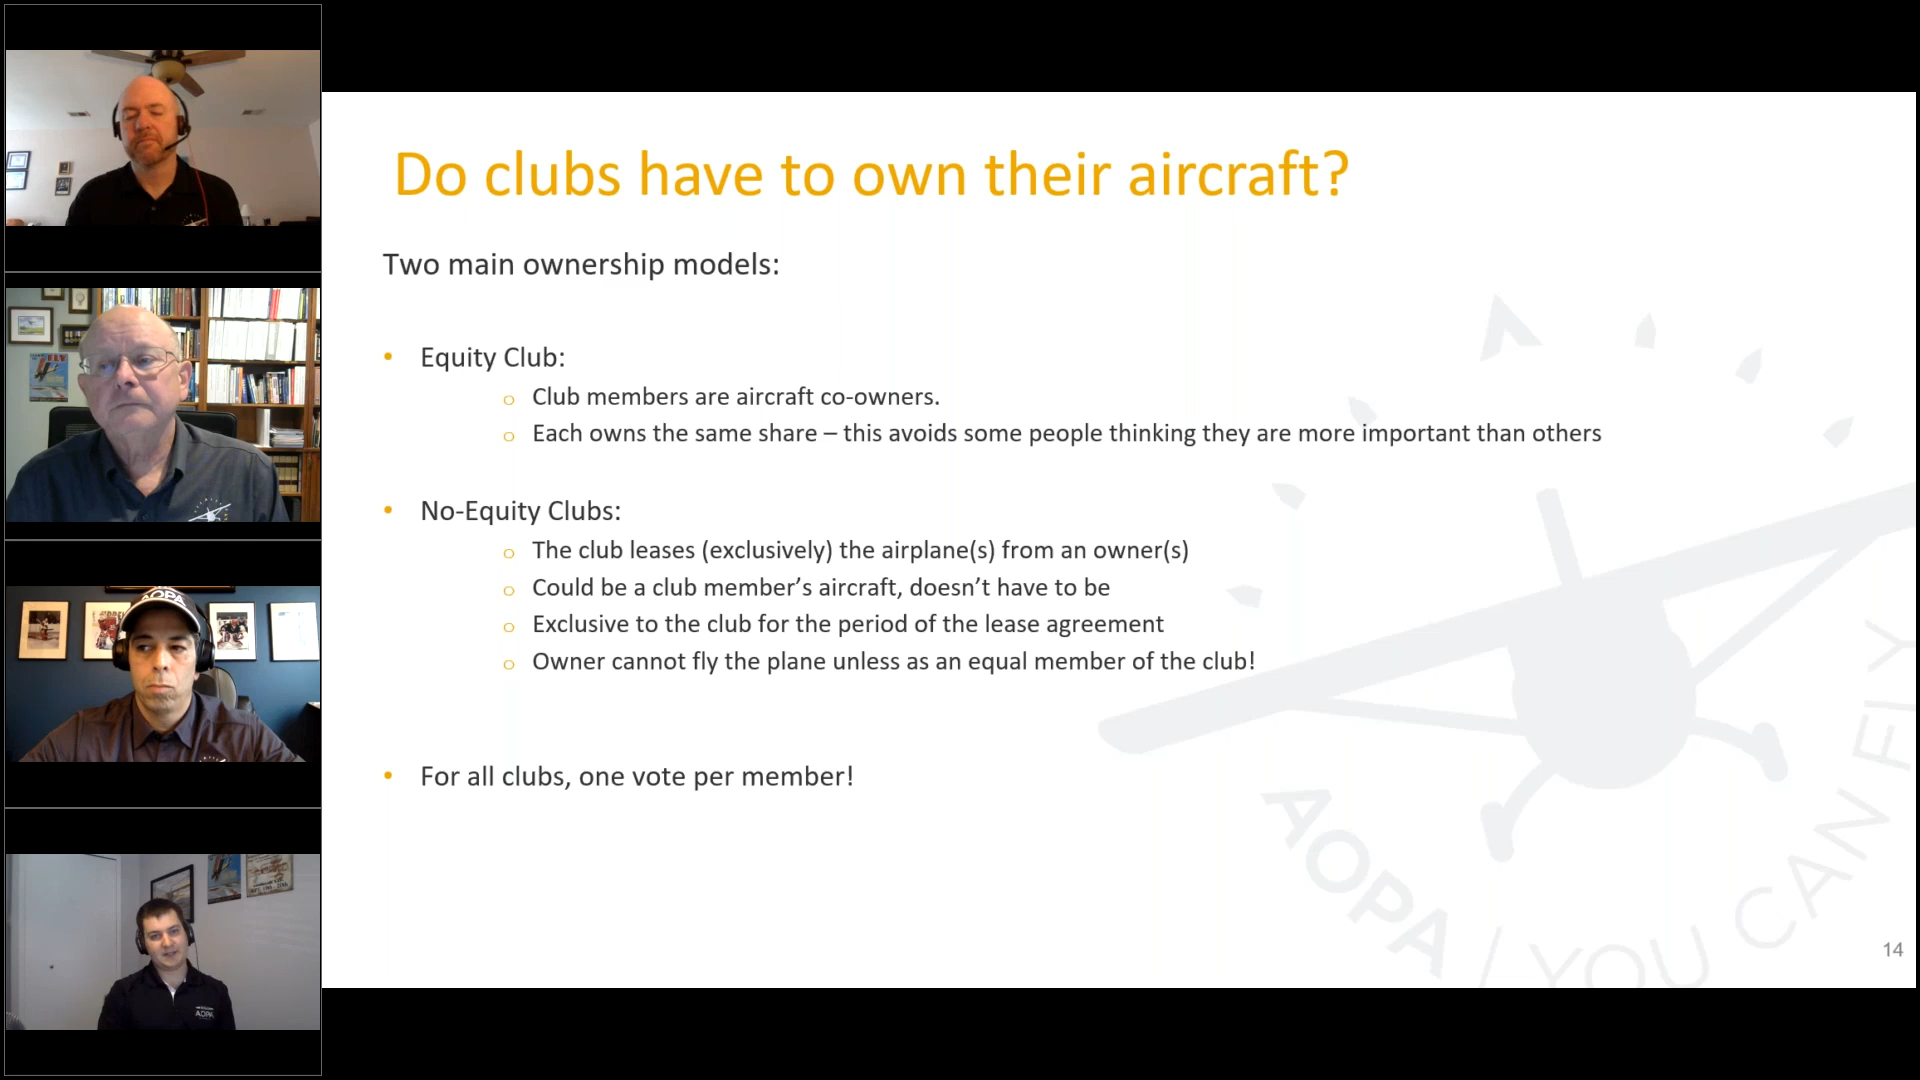 Do clubs have to own their aircraft?
Two main ownership models:
• Equity Club:
o Club members are aircraft co-owners.
o Each owns the same share – this avoids some people thinking they are more important than others
• No-Equity Clubs:
o The club leases (exclusively) the airplane(s) from an owner(s)
o Could be a club member’s aircraft, doesn’t have to be
o Exclusive to the club for the period of the lease agreement
o Owner cannot fly the plane unless as an equal member of the club!
• For all clubs, one vote per member!
AOPA | YOU CAN FLY
14
AOPA
AOPA